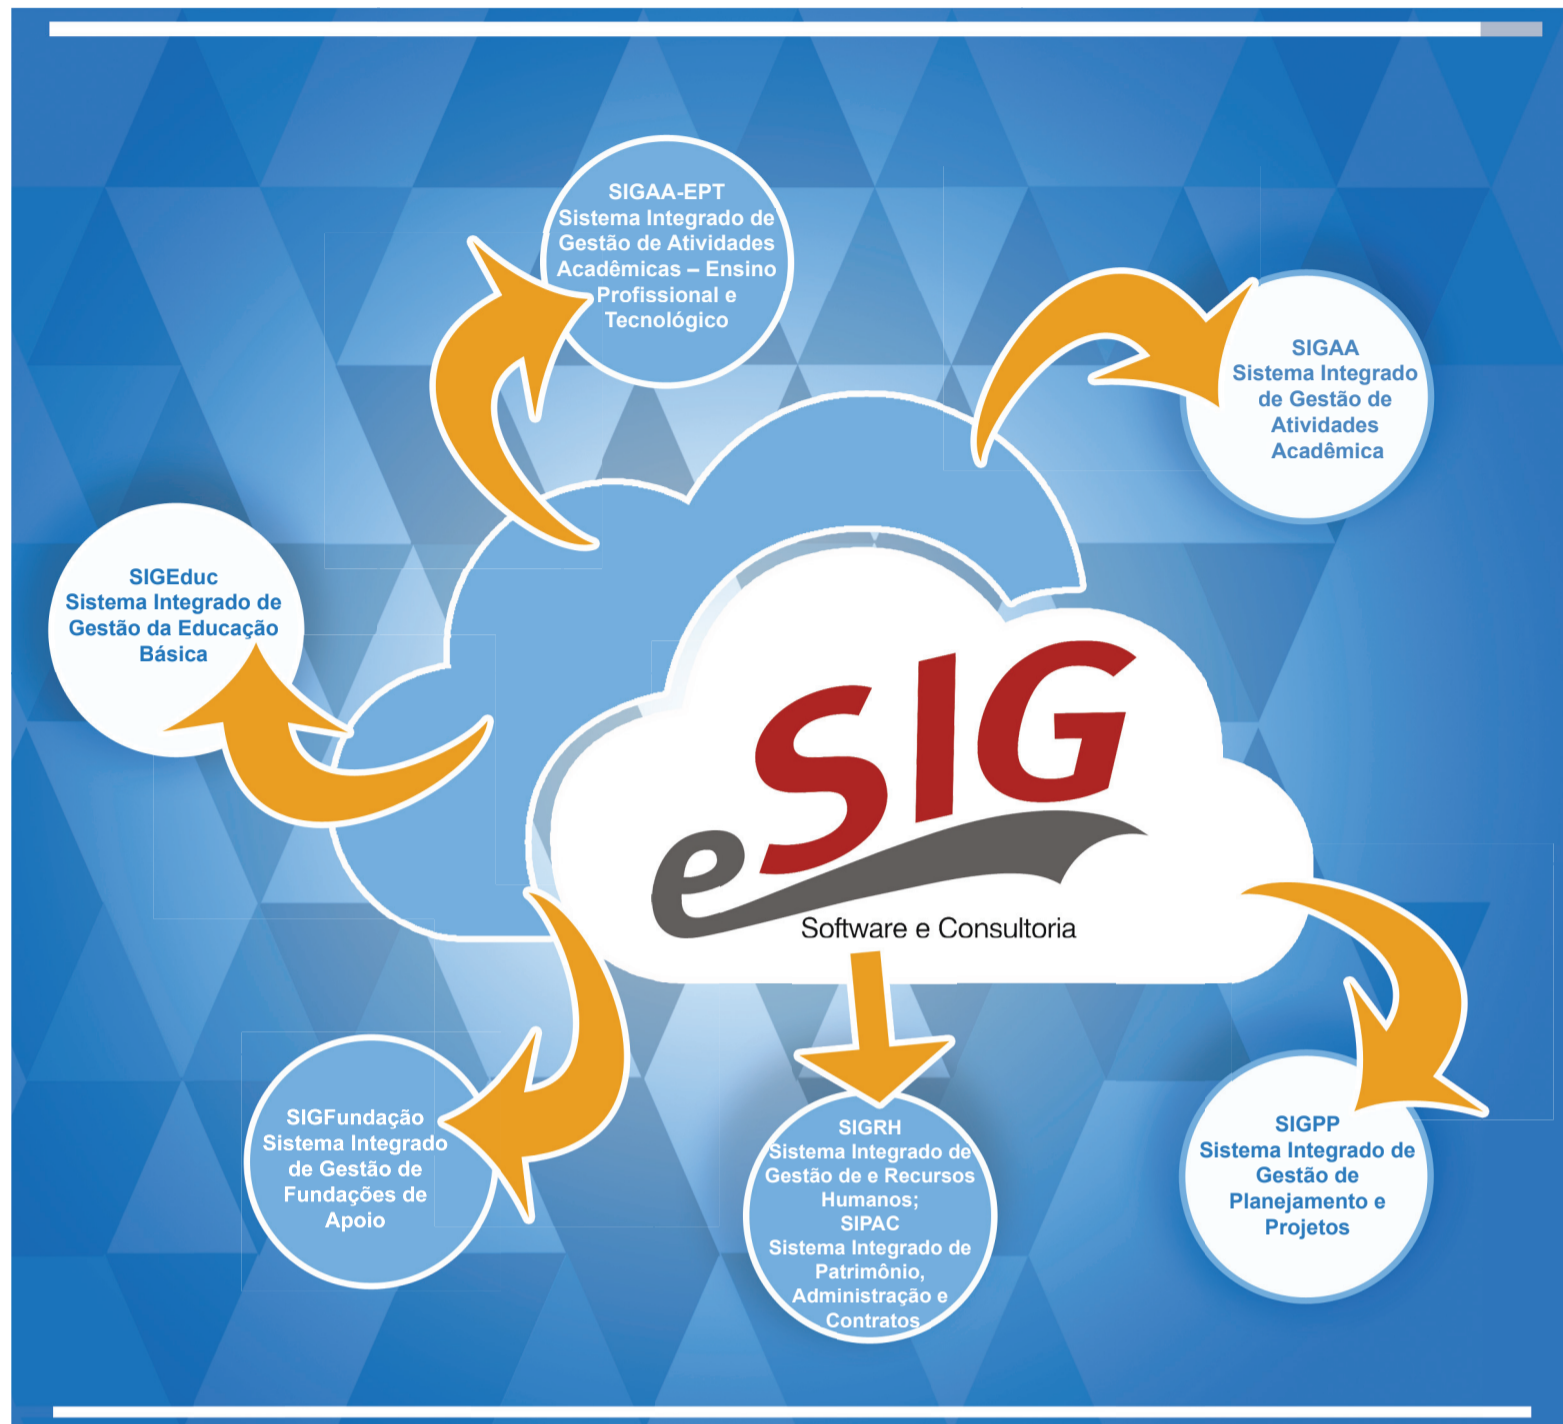 SIGAA-EPT
Sistema Integrado de
Gestão de Atividades
Acadêmicas – Ensino
Profissional e
Tecnológico
SIGAA
Sistema Integrado
de Gestão de
Atividades
Acadêmica
SIGEduc
Sistema Integrado de
Gestão da Educação
Básica
eSIG
Software e Consultoria
SIGFundação
Sistema Integrado
de Gestão de
Fundações de
Apoio
SIGRH
Sistema Integrado de
Gestão de e Recursos
Humanos;
SIPAC
Sistema Integrado de
Patrimônio,
Administração e
Contratos
SIGPP
Sistema Integrado de
Gestão de
Planejamento e
Projetos